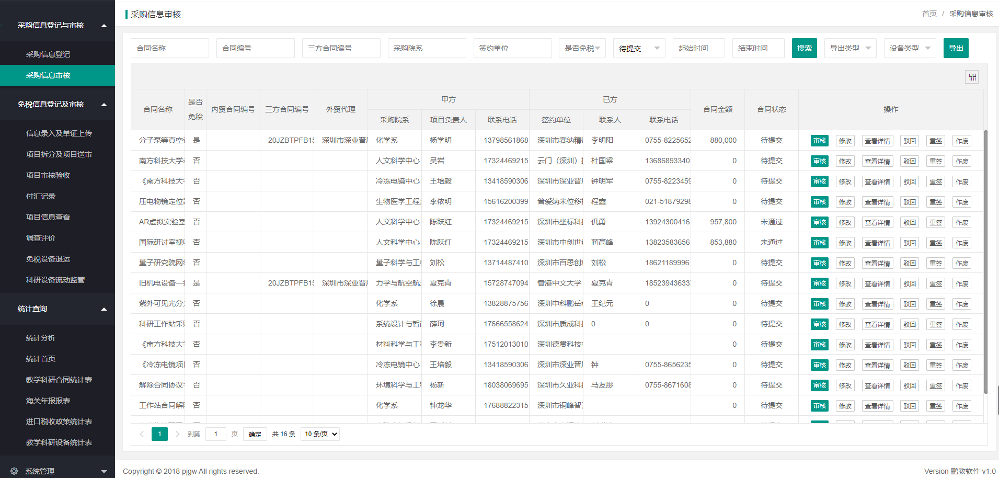 采购信息登记与审核
采购信息登记
采购信息审核
免税信息登记及审核
信息录入及单证上传
项目拆分及项目送审
项目审核验收
付汇记录
项目信息查看
调查评价
免税设备退运
科研设备流动监管
统计查询
统计分析
统计首页
教学科研合同统计表
海关年报报表
进口税收政策统计表
教学科研设备统计表
系统管理
采购信息审核
首页 / 采购信息审核
合同名称 合同编号 三方合同编号 采购院系 签约单位 是否免税 待提交 起始时间 结束时间 搜索 导出类型 设备类型 导出
合同名称 是否免税 内贸合同编号 三方合同编号 外贸代理 甲方 已方 合同金额 合同状态 操作
采购院系 项目负责人 联系电话 签约单位 联系人 联系电话
分子泵等真空 是 20JZBTPFB15 深圳市深业晋 化学系 杨学明 13798561868 深圳市赛纳精 李明阳 0755-8225652 880,000 待提交 审核 修改 查看详情 驳回 重签 作废
南方科技大学 否 人文科学中心 吴岩 17324469215 云门（深圳） 杜国梁 13686893340 0 待提交 审核 修改 查看详情 驳回 重签 作废
《南方科技大 否 冷冻电镜中心 王培毅 13418590306 深圳市深业晋 钟明军 0755-8223459 0 待提交 审核 修改 查看详情 驳回 重签 作废
压电物镜定位 否 生物医学工程 李依明 15616200399 普爱纳米位移 程鑫 021-51879298 0 待提交 审核 修改 查看详情 驳回 重签 作废
AR虚拟实验室 否 人文科学中心 陈跃红 17324469215 深圳市坐标科 仉勇 13924300416 957,800 未通过 审核 修改 查看详情 驳回 重签 作废
国际研讨室视 否 人文科学中心 陈跃红 17324469215 深圳市中创世 蔺高峰 13823583656 853,880 未通过 审核 修改 查看详情 驳回 重签 作废
量子研究院网 否 量子科学与工 刘松 13714487410 深圳市百思创 刘松 18621189996 0 待提交 审核 修改 查看详情 驳回 重签 作废
旧机电设备一 是 20JZBTPFB15 深圳市深业晋 力学与航空航 夏克青 15728747094 香港中文大学 夏克青 18523943633 0 待提交 审核 修改 查看详情 驳回 重签 作废
紫外可见光分 否 化学系 徐晨 13828875756 深圳中科鹏岳 王纪元 0 0 待提交 审核 修改 查看详情 驳回 重签 作废
科研工作站采 否 系统设计与智 薛珂 17666558624 深圳市质成科 0 0 0 待提交 审核 修改 查看详情 驳回 重签 作废
《南方科技大 否 材料科学与工 李贵新 17512013010 深圳德贯科技 0 待提交 审核 修改 查看详情 驳回 重签 作废
《冷冻电镜项 否 冷冻电镜中心 王培毅 13418590306 深圳市深业晋 钟 0755-8656235 0 待提交 审核 修改 查看详情 驳回 重签 作废
解除合同协议 否 环境科学与工 杨新 18038069695 深圳市久业科 马友彤 0755-8671608 0 待提交 审核 修改 查看详情 驳回 重签 作废
工作站合同解 否 化学系 钟龙华 17688822315 深圳市铜峰智 0 待提交 审核 修改 查看详情 驳回 重签 作废
1 到第 1 页 确定 共 16 条 10 条/页
Copyright © 2018 pjgw All rights reserved.
Version 鹏教软件 v1.0